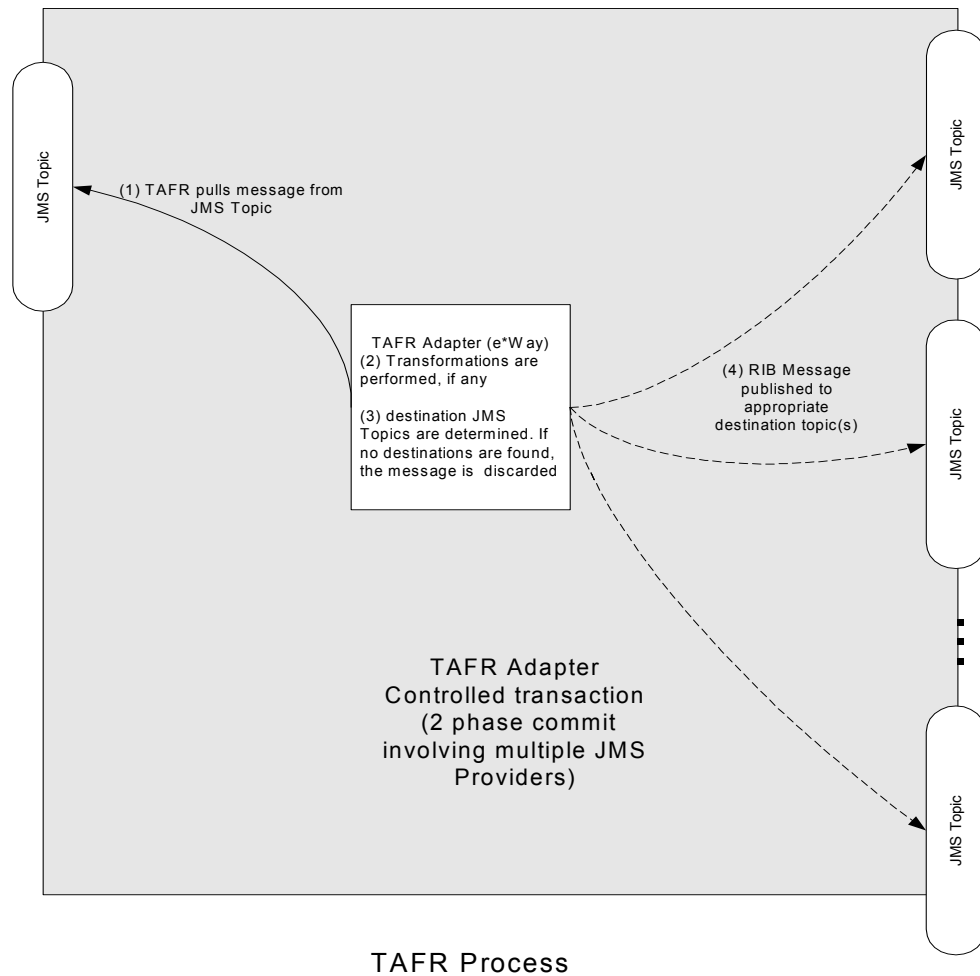 JMS Topic
(1) TAFR pulls message from
JMS Topic
TAFR Adapter (e*Way)
(2) Transformations are
performed, if any
(3) destination JMS
Topics are determined. If
no destinations are found,
the message is discarded
JMS Topic
(4) RIB Message
published to
appropriate
destination topic(s)
JMS Topic
TAFR Adapter
Controlled transaction
(2 phase commit
involving multiple JMS
Providers)
JMS Topic
TAFR Process